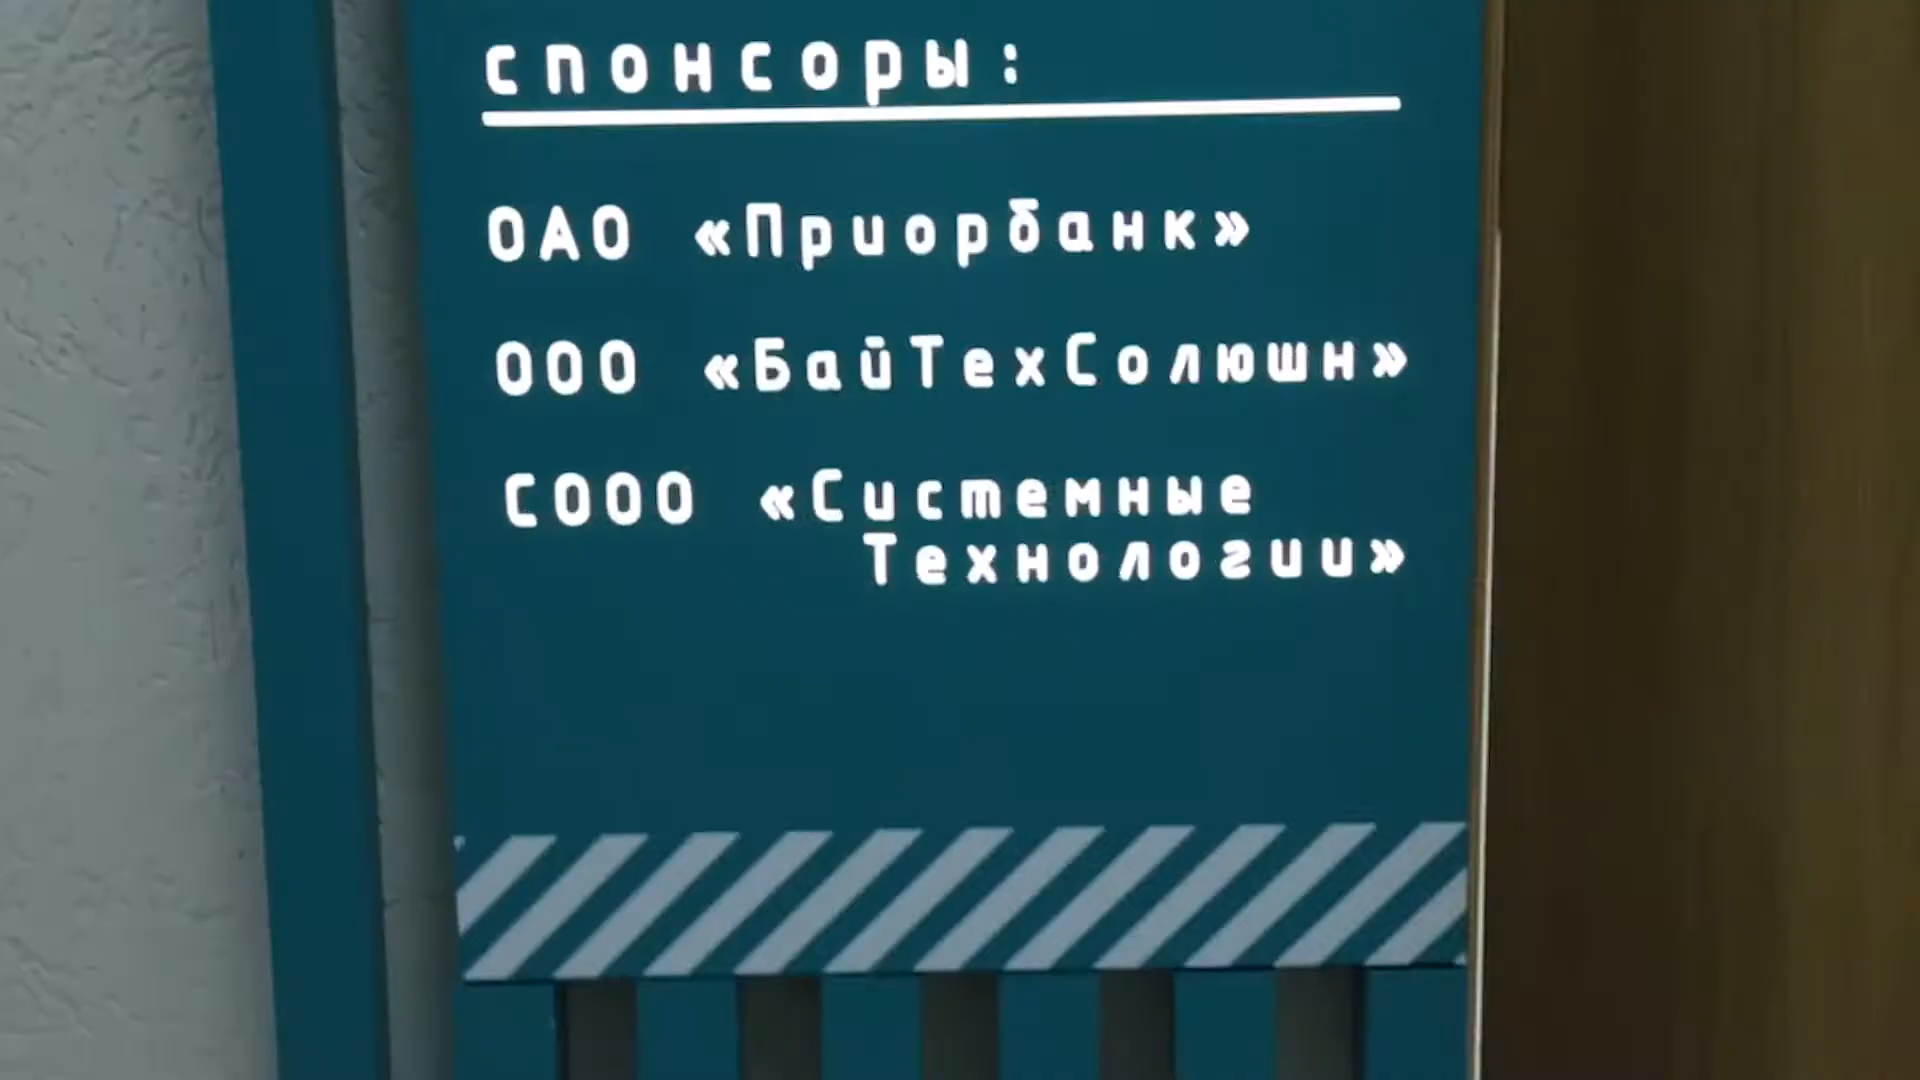 спонсоры:
ОАО «Приорбанк»
ООО «БайТехСолюшн»
СООО «Системные
Технологии»